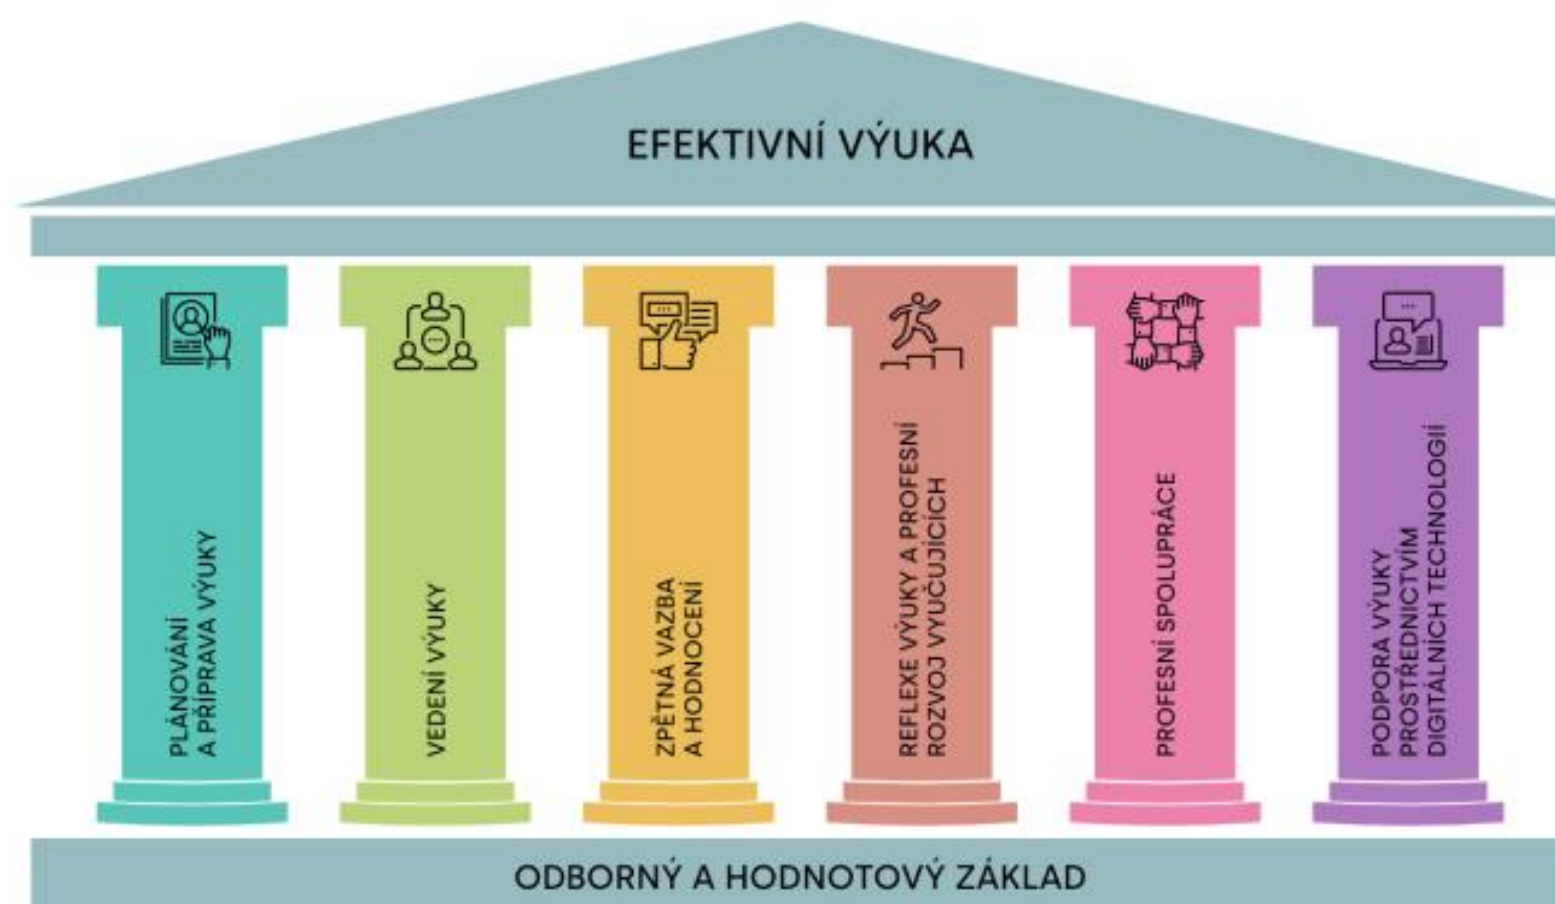 EFEKTIVNÍ VÝUKA
PLÁNOVÁNÍ
A PŘÍPRAVA VÝUKY
VEDENÍ VÝUKY
ZPĚTNÁ VAZBA
A HODNOCENÍ
REFLEXE VÝUKY A PROFESNÍ
ROZVOJ VYUČUJÍCÍCH
PROFESNÍ SPOLUPRÁCE
PODPORA VÝUKY
PROSTŘEDNICTVÍM
DIGITÁLNÍCH TECHNOLOGIÍ
ODBORNÝ A HODNOTOVÝ ZÁKLAD